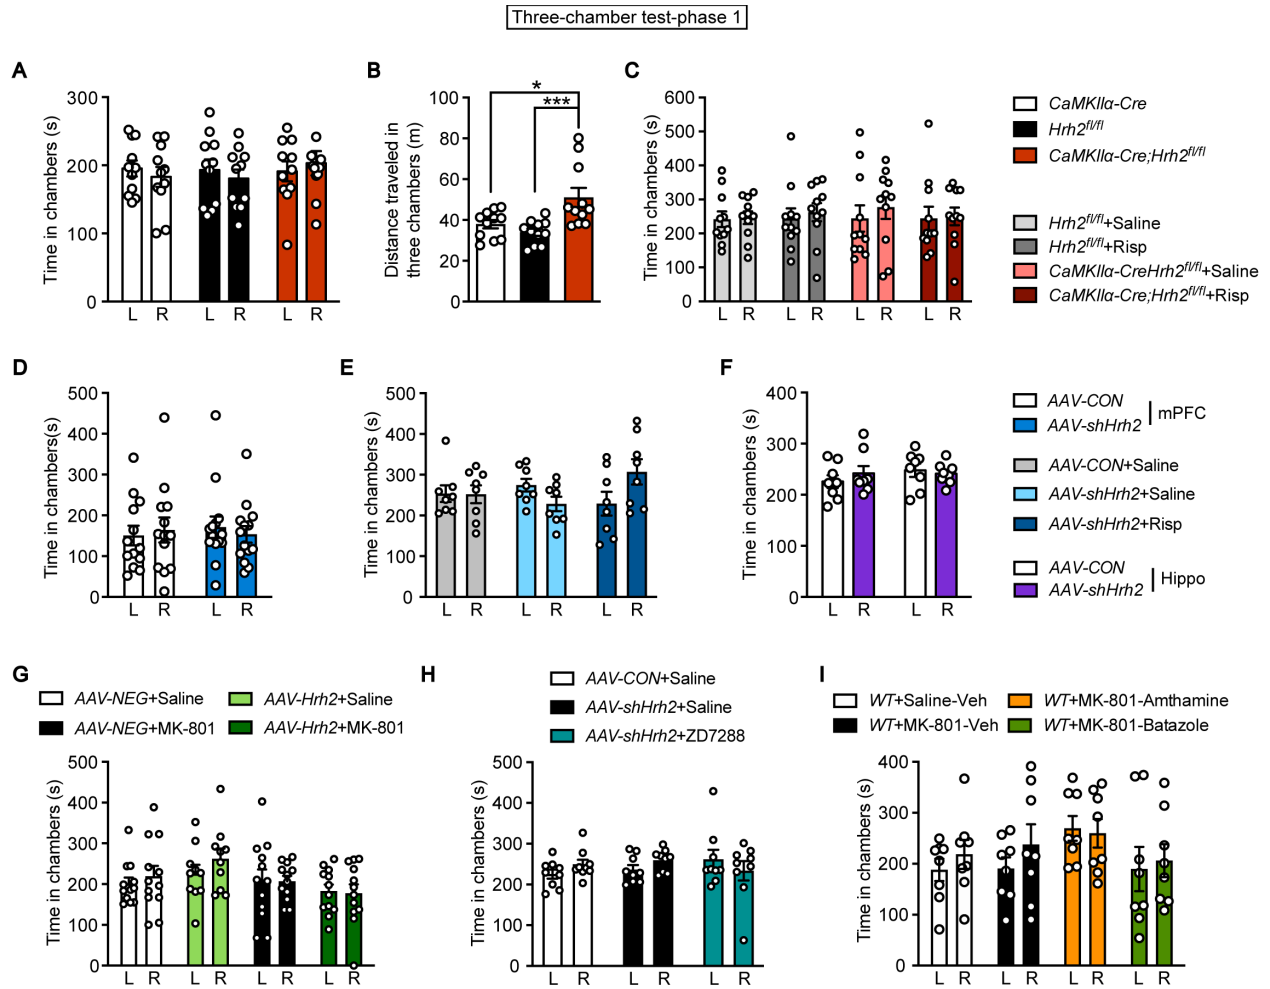 Three-chamber test-phase 1
A
Time in chambers (s)
300
200
100
0
L R L R L R
B
Distance traveled in
three chambers (m)
100
80
60
40
20
0
*
***
C
Time in chambers (s)
600
500
400
300
200
100
0
L R L R L R L R
CaMKIIα-Cre
Hrh2fl/fl
CaMKIIα-Cre;Hrh2fl/fl
Hrh2fl/fl+Saline
Hrh2fl/fl+Risp
CaMKIIα-CreHrh2fl/fl+Saline
CaMKIIα-Cre;Hrh2fl/fl+Risp
D
Time in chambers(s)
500
400
300
200
100
0
L R L R
E
Time in chambers (s)
500
400
300
200
100
0
L R L R L R
F
Time in chambers (s)
400
300
200
100
0
L R L R
AAV-CON
AAV-shHrh2
mPFC
AAV-CON+Saline
AAV-shHrh2+Saline
AAV-shHrh2+Risp
AAV-CON
AAV-shHrh2
Hippo
G
AAV-NEG+Saline
AAV-Hrh2+Saline
AAV-NEG+MK-801
AAV-Hrh2+MK-801
Time in chambers (s)
500
400
300
200
100
0
L R L R L R L R
H
AAV-CON+Saline
AAV-shHrh2+Saline
AAV-shHrh2+ZD7288
Time in chambers (s)
500
400
300
200
100
0
L R L R L R
I
WT+Saline-Veh
WT+MK-801-Amthamine
WT+MK-801-Veh
WT+MK-801-Batazole
Time in chambers (s)
400
300
200
100
0
L R L R L R L R